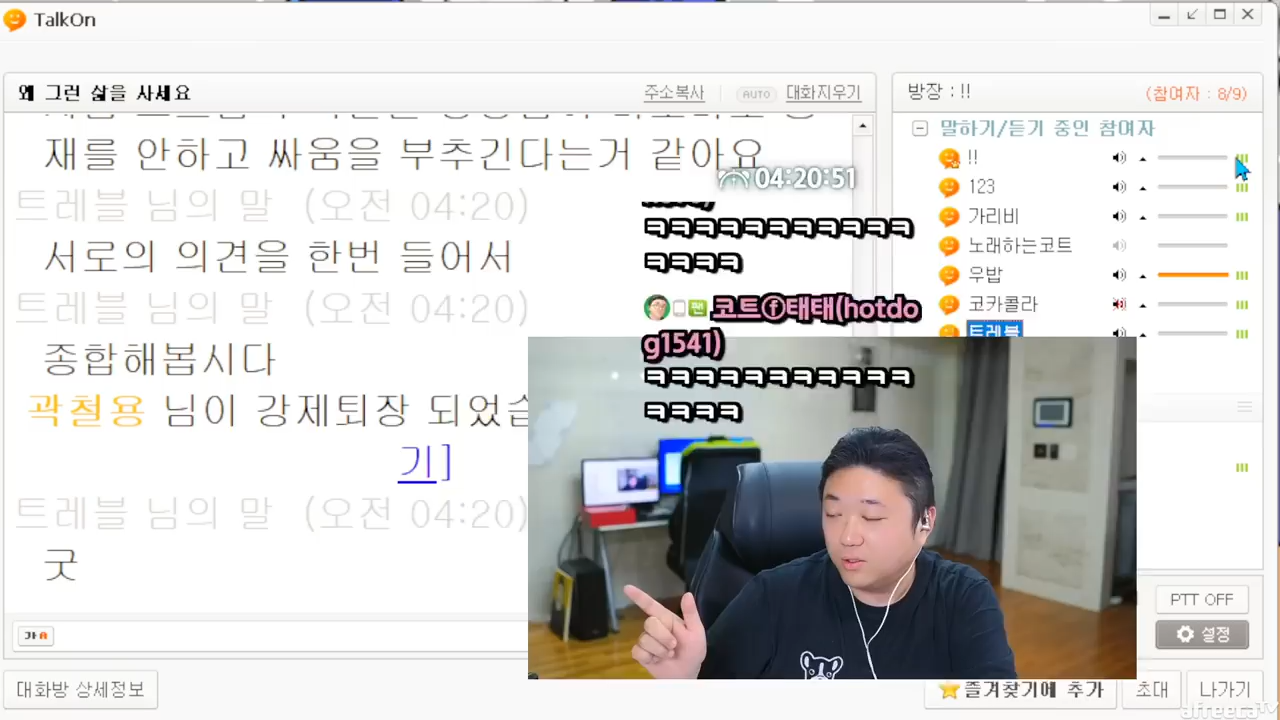 TalkOn
왜 그런 삶을 사세요
주소복사
AUTO
대화지우기
재를 안하고 싸움을 부추긴다는거 같아요
트레블 님의 말 (오전 04:20)
서로의 의견을 한번 들어서
트레블 님의 말 (오전 04:20)
종합해봅시다
곽철용 님이 강제퇴장 되었습
기]
트레블 님의 말 (오전 04:20)
굿
가A
대화방 상세정보
04:20:51
ㅋㅋㅋㅋㅋㅋㅋㅋㅋㅋㅋ
ㅋㅋㅋㅋ
팬 코트ⓕ태태(hotdo
g1541)
ㅋㅋㅋㅋㅋㅋㅋㅋㅋㅋㅋ
ㅋㅋㅋㅋ
방장 : !!
(참여자 : 8/9)
말하기/듣기 중인 참여자
!!
123
가리비
노래하는코트
우밥
코카콜라
트레블
PTT OFF
설정
즐겨찾기에 추가
초대
나가기
afreecaTV